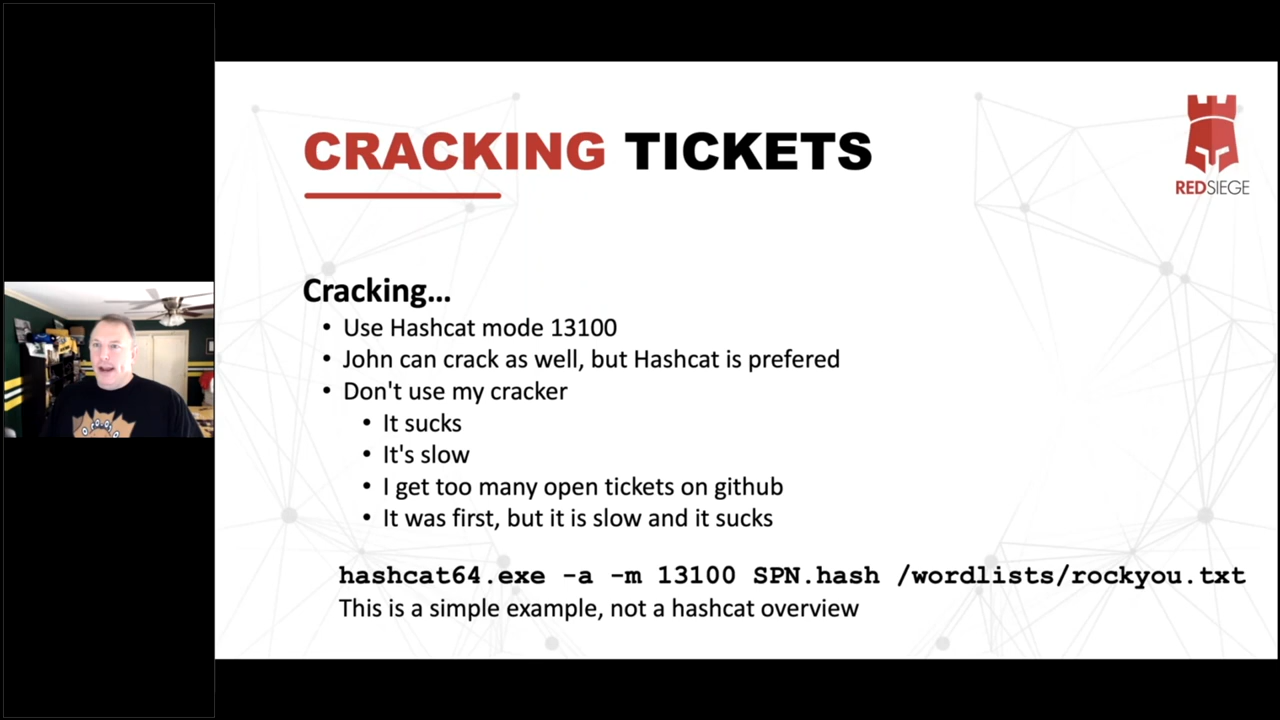 CRACKING TICKETS
REDSIEGE
Cracking...
• Use Hashcat mode 13100
• John can crack as well, but Hashcat is prefered
• Don't use my cracker
• It sucks
• It's slow
• I get too many open tickets on github
• It was first, but it is slow and it sucks
hashcat64.exe -a -m 13100 SPN.hash /wordlists/rockyou.txt
This is a simple example, not a hashcat overview